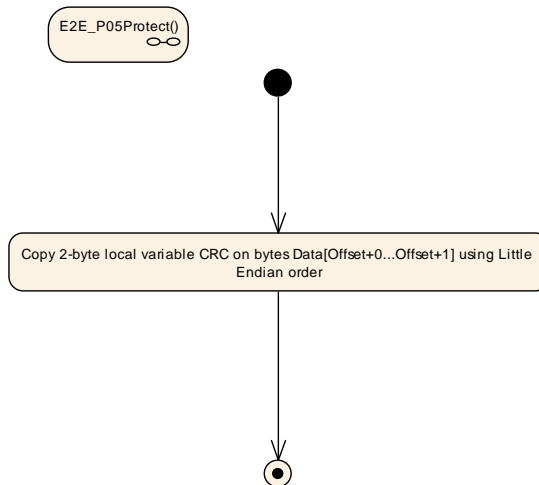 E2E_P05Protect()
Copy 2-byte local variable CRC on bytes Data[Offset+0...Offset+1] using Little
Endian order